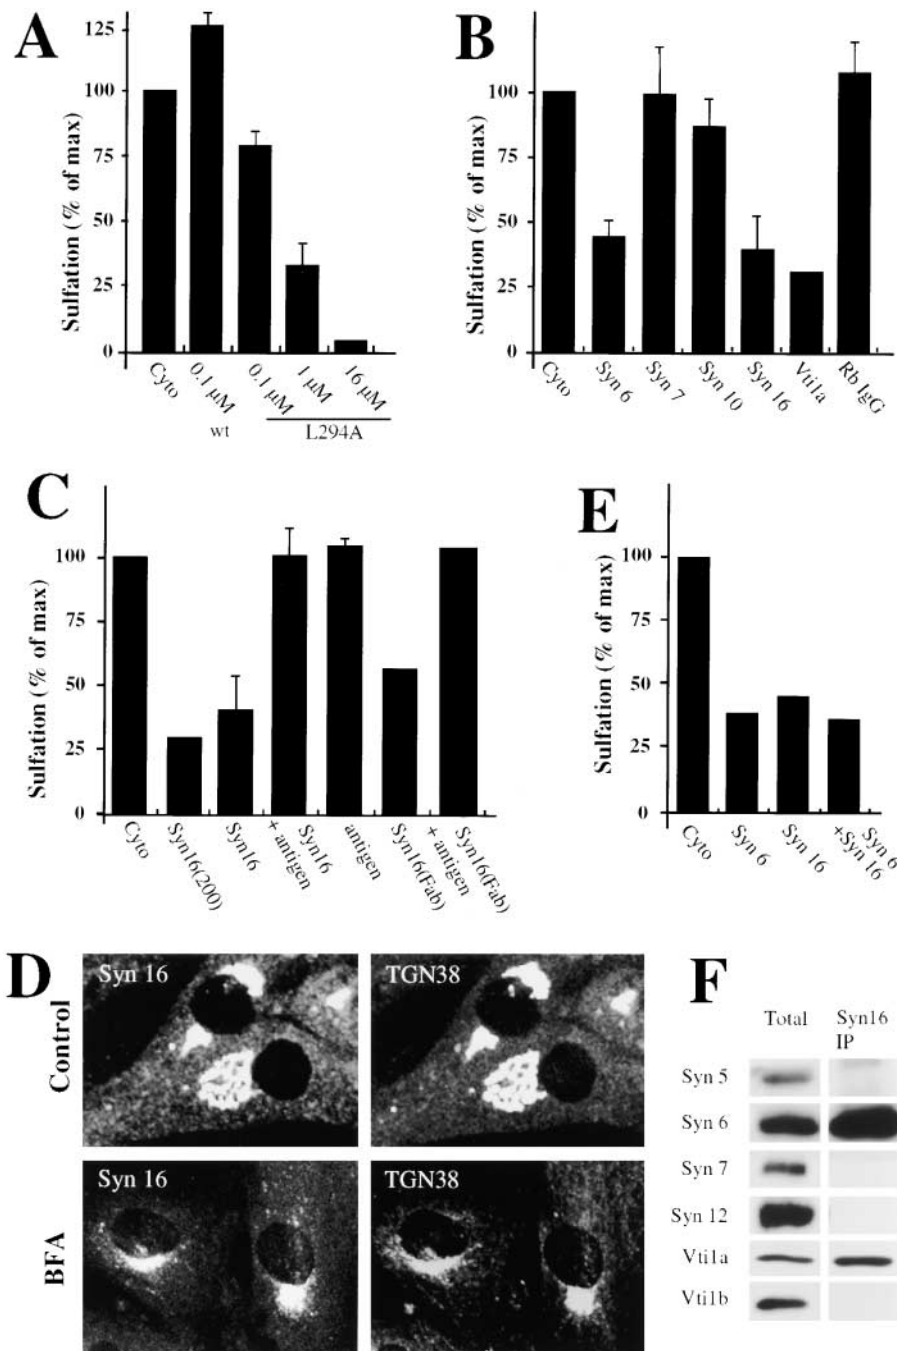 A
Sulfation (% of max)
125
100
75
50
25
0
Cyto
0.1 µM
0.1 µM
1 µM
16 µM
wt
L294A
B
Sulfation (% of max)
100
75
50
25
0
Cyto
Syn 6
Syn 7
Syn 10
Syn 16
Vti1a
Rb IgG
C
Sulfation (% of max)
100
75
50
25
0
Cyto
Syn16(200)
Syn16
Syn 16
+ antigen
antigen
Syn16(Fab)
Syn16(Fab)
+ antigen
E
Sulfation (% of max)
100
75
50
25
0
Cyto
Syn 6
Syn 16
Syn 6
+Syn 16
D
Control
Syn 16
TGN38
BFA
Syn 16
TGN38
F
Total
Syn16
IP
Syn 5
Syn 6
Syn 7
Syn 12
Vti1a
Vti1b